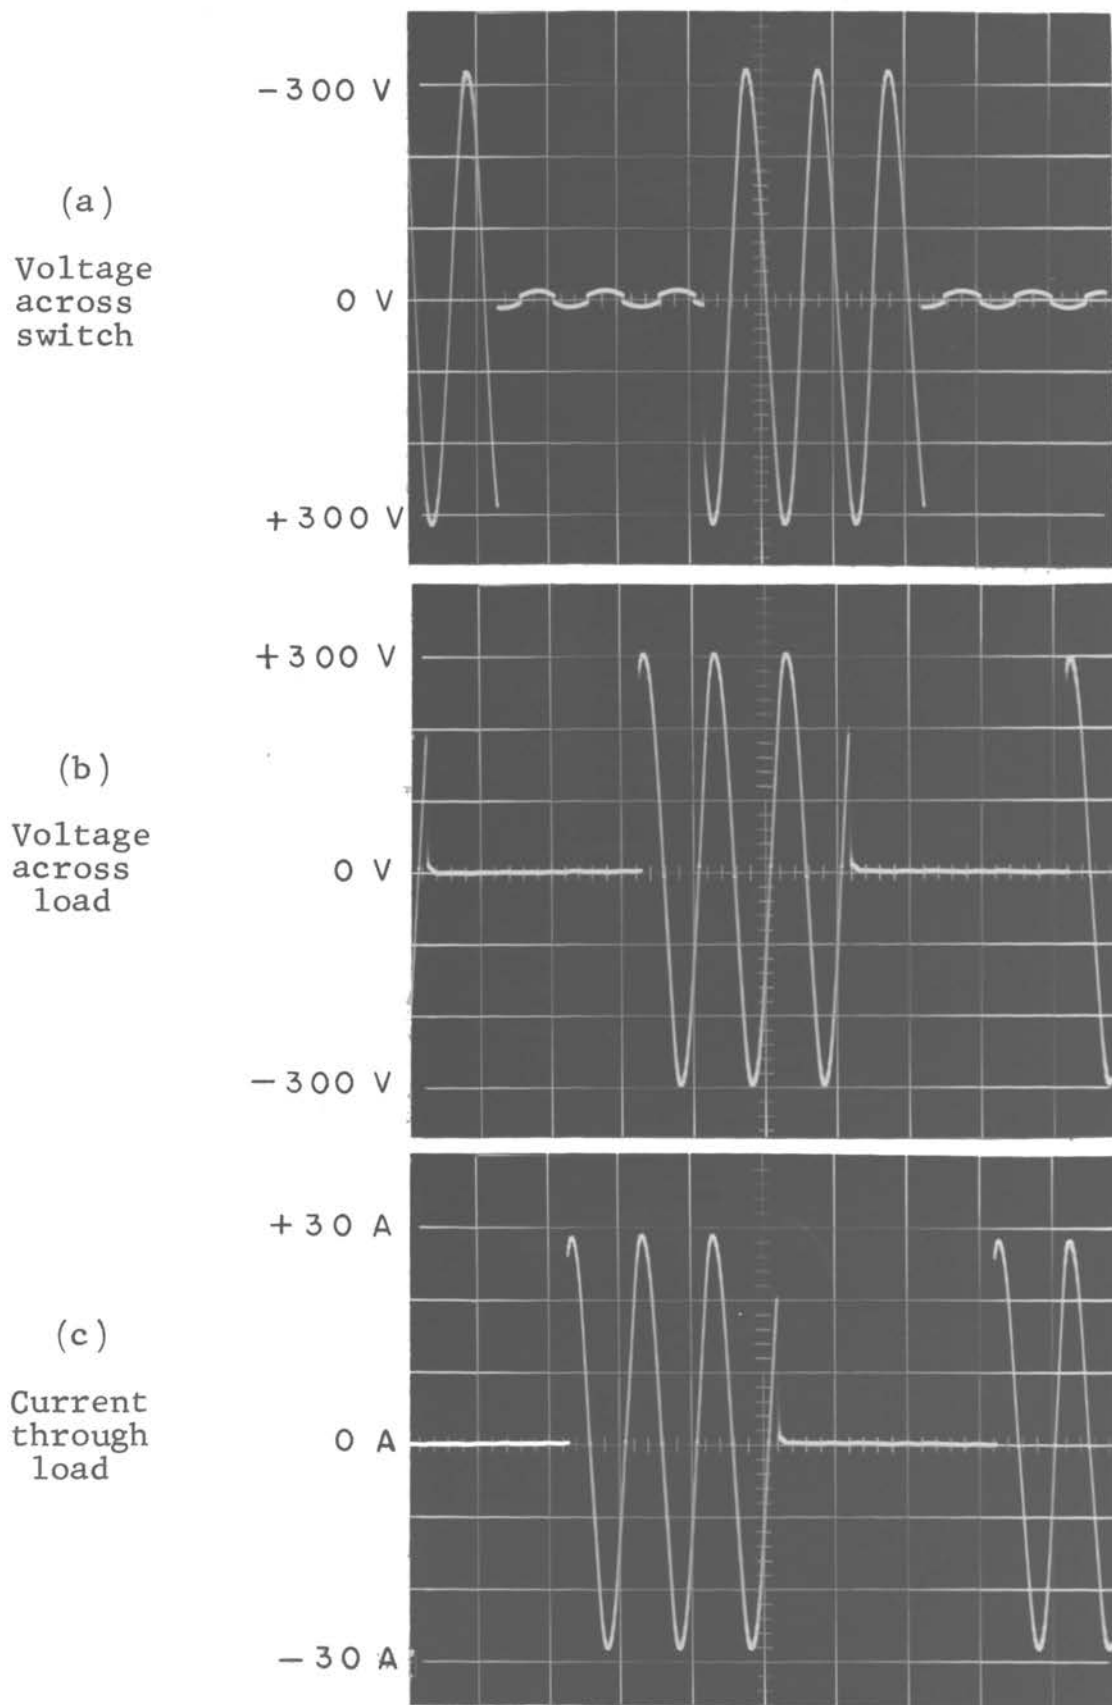 −300 V
(a)
Voltage
across
switch
0 V
+300 V
+300 V
(b)
Voltage
across
load
0 V
−300 V
+30 A
(c)
Current
through
load
0 A
−30 A